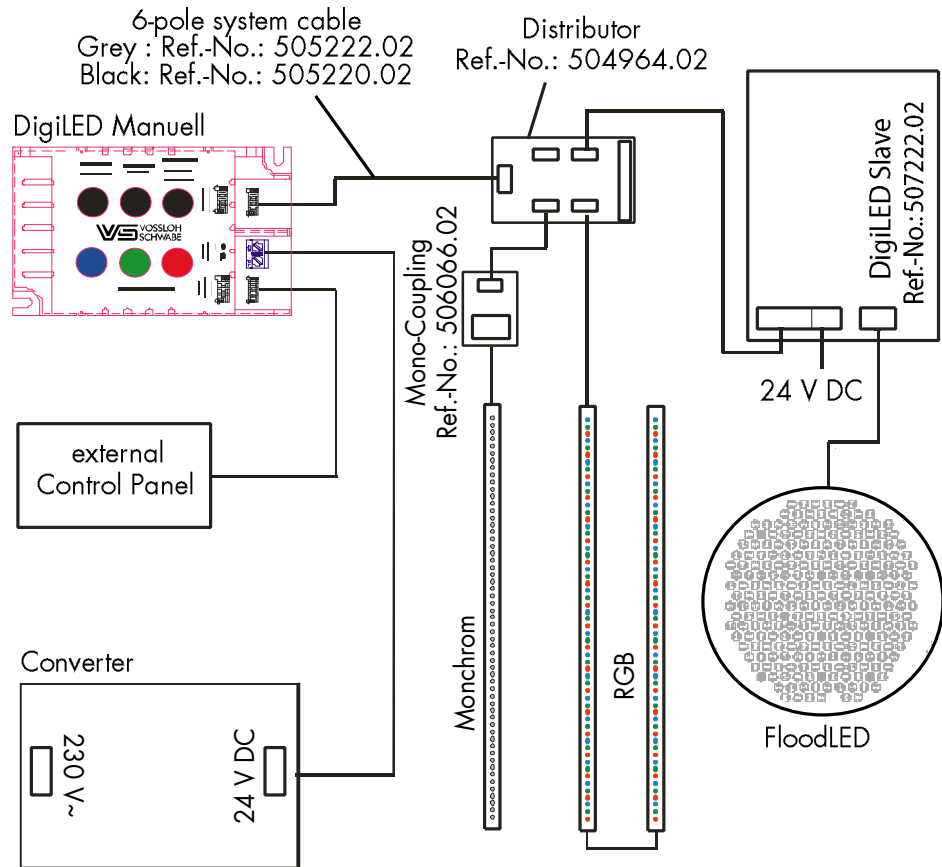 6-pole system cable
Grey : Ref.-No.: 505222.02
Black: Ref.-No.: 505220.02
Distributor
Ref.-No.: 504964.02
DigiLED Manuell
VS VOSSLOH
SCHWABE
Mono-Coupling
Ref.-No.: 506066.02
DigiLED Slave
Ref.-No.:507222.02
24 V DC
external
Control Panel
Monchrom
RGB
FloodLED
Converter
230 V~
24 V DC